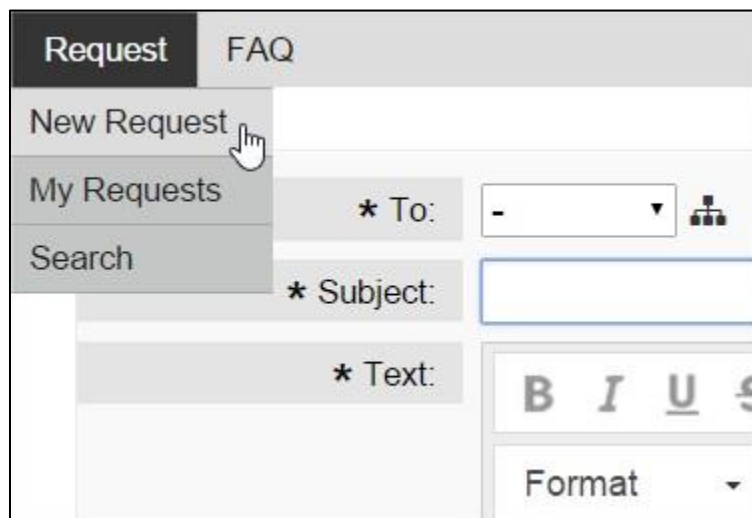 Request FAQ
New Request
My Requests
Search
* To: -
* Subject:
* Text:
B I U S
Format